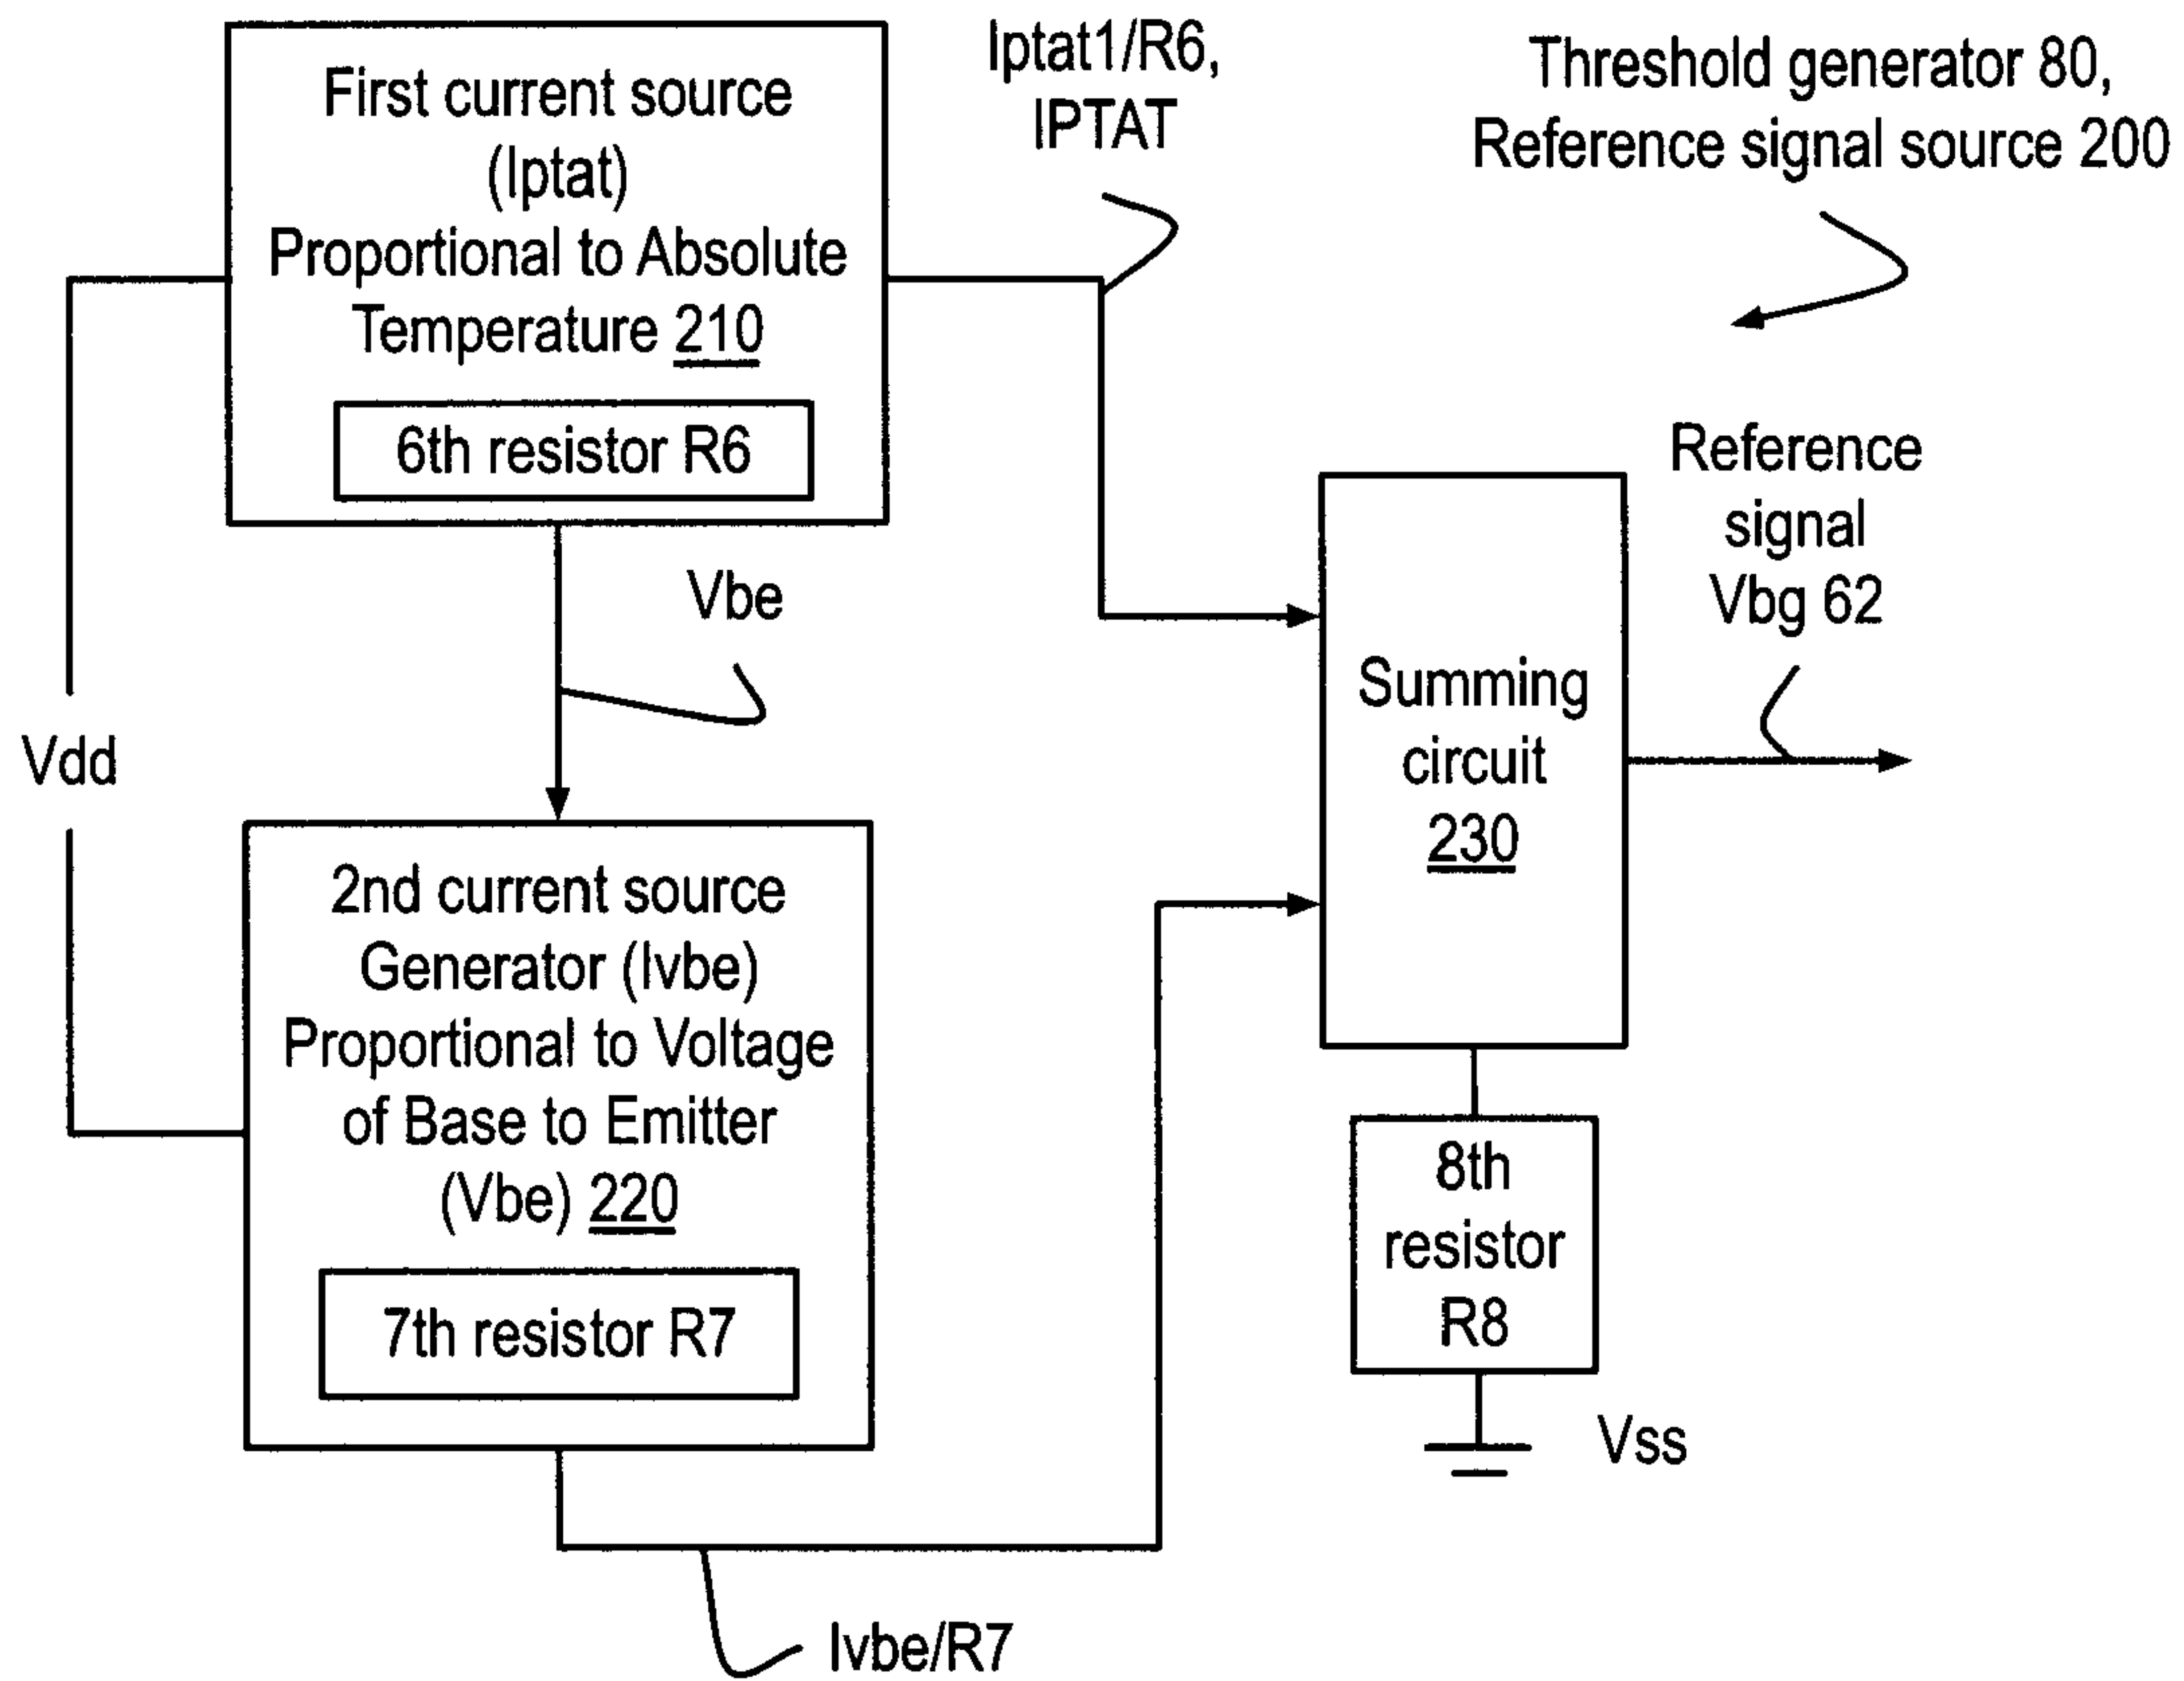 First current source
(Iptat)
Proportional to Absolute
Temperature 210
6th resistor R6
Iptat1/R6,
IPTAT
Threshold generator 80,
Reference signal source 200
Vbe
Vdd
Reference
signal
Vbg 62
Summing
circuit
230
2nd current source
Generator (Ivbe)
Proportional to Voltage
of Base to Emitter
(Vbe) 220
7th resistor R7
8th
resistor
R8
Vss
Ivbe/R7